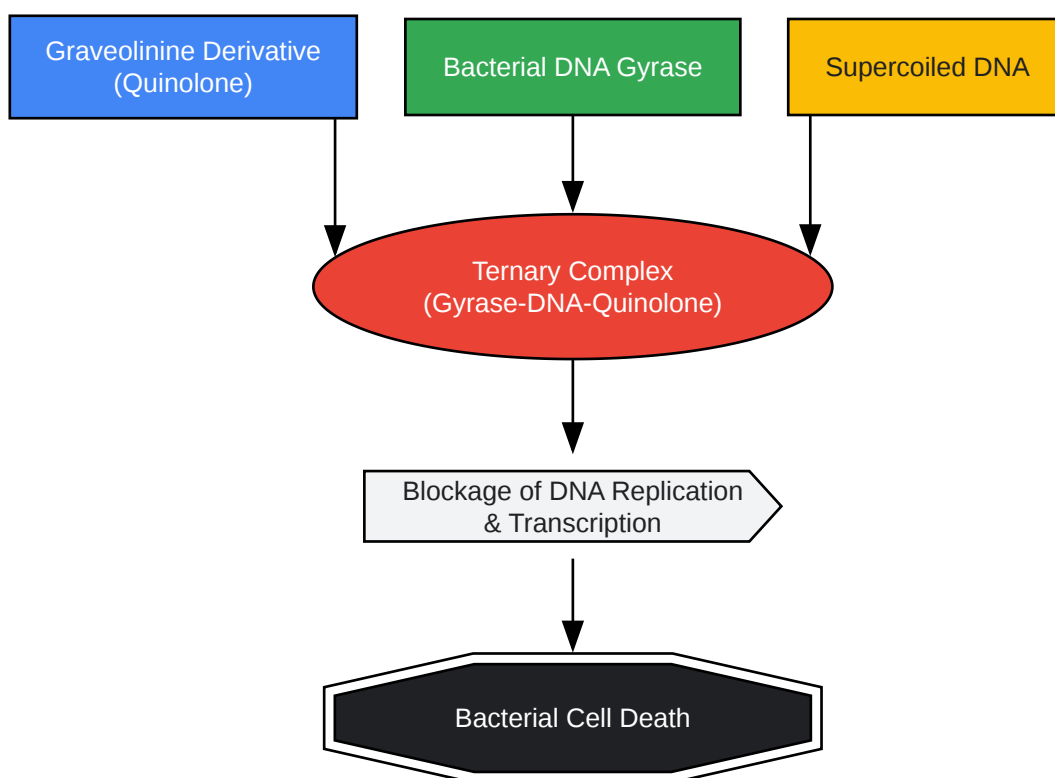 Graveolinine Derivative
(Quinolone)
Bacterial DNA Gyrase
Supercoiled DNA
Ternary Complex
(Gyrase-DNA-Quinolone)
Blockage of DNA Replication
& Transcription
Bacterial Cell Death